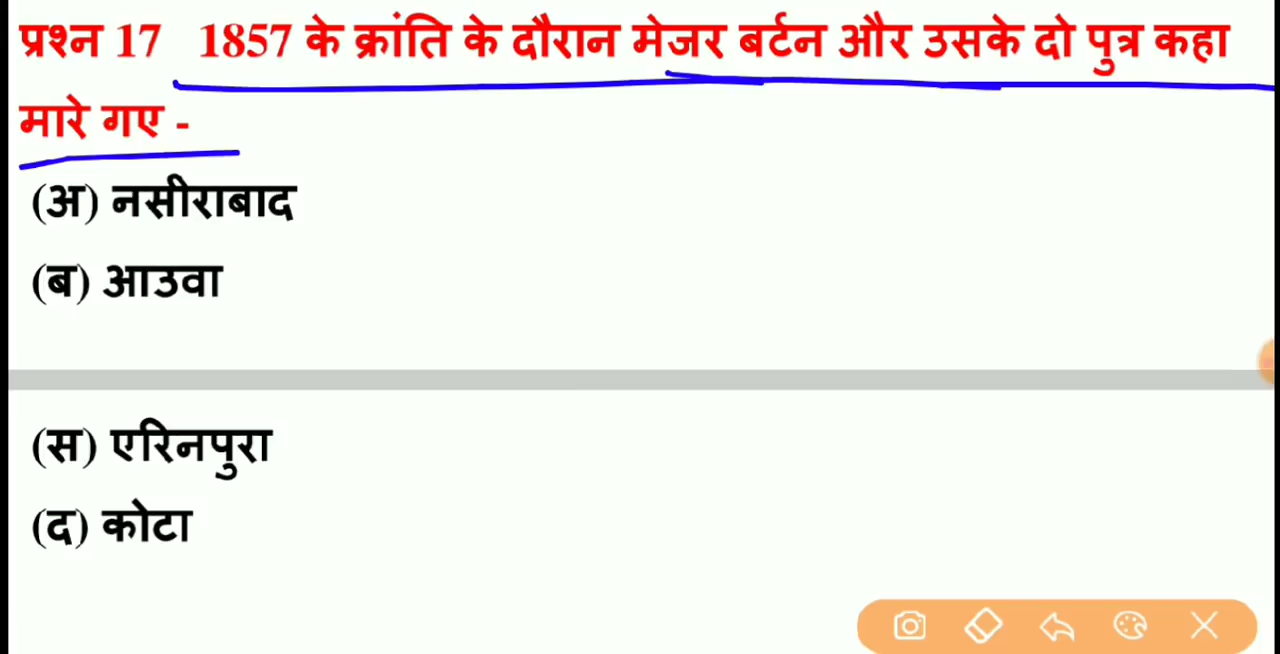 प्रश्न 17 1857 के क्रांति के दौरान मेजर बर्टन और उसके दो पुत्र कहा
मारे गए -
(अ) नसीराबाद
(ब) आउवा
(स) एरिनपुरा
(द) कोटा